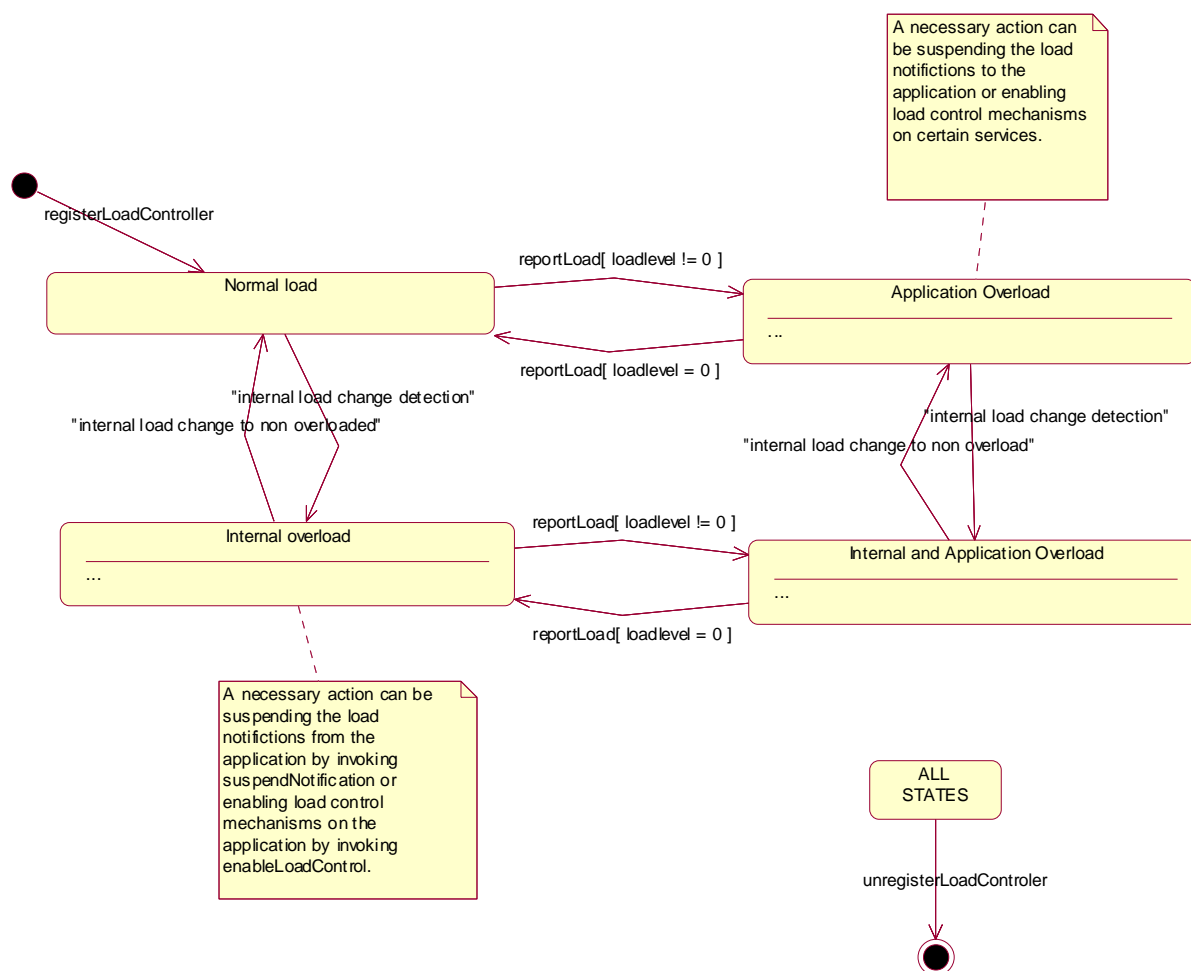 A necessary action can
be suspending the load
notifictions to the
application or enabling
load control mechanisms
on certain services.
registerLoadController
reportLoad[ loadlevel != 0 ]
Normal load
Application Overload
...
reportLoad[ loadlevel = 0 ]
"internal load change detection"
"internal load change to non overloaded"
"internal load change detection"
"internal load change to non overload"
reportLoad[ loadlevel != 0 ]
Internal overload
...
Internal and Application Overload
...
reportLoad[ loadlevel = 0 ]
A necessary action can be
suspending the load
notifictions from the
application by invoking
suspendNotification or
enabling load control
mechanisms on the
application by invoking
enableLoadControl.
ALL
STATES
unregisterLoadControler